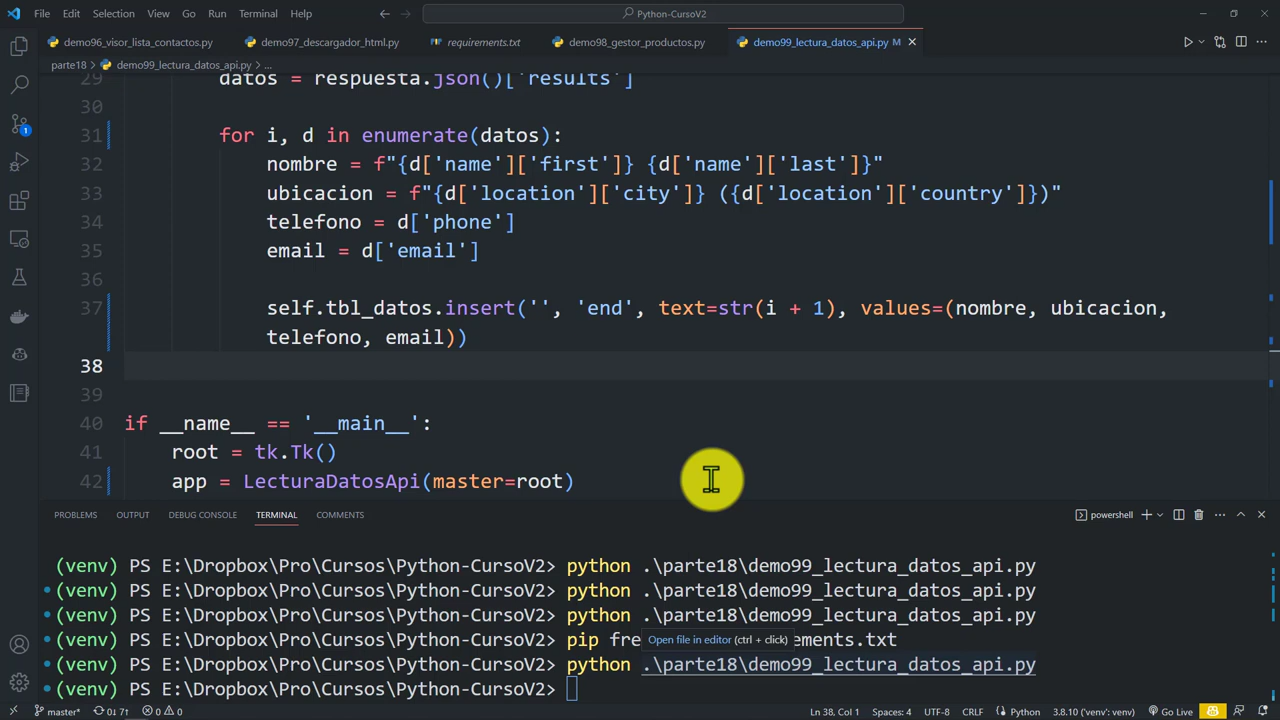 File Edit Selection View Go Run Terminal Help
Python-CursoV2
demo96_visor_lista_contactos.py demo97_descargador_html.py requirements.txt demo98_gestor_productos.py demo99_lectura_datos_api.py M
parte18 > demo99_lectura_datos_api.py > ...
29 datos = respuesta.json()['results']
30
31 for i, d in enumerate(datos):
32 nombre = f"{d['name']['first']} {d['name']['last']}"
33 ubicacion = f"{d['location']['city']} ({d['location']['country']})"
34 telefono = d['phone']
35 email = d['email']
36
37 self.tbl_datos.insert('', 'end', text=str(i + 1), values=(nombre, ubicacion,
telefono, email))
38
39
40 if __name__ == '__main__':
41 root = tk.Tk()
42 app = LecturaDatosApi(master=root)
PROBLEMS OUTPUT DEBUG CONSOLE TERMINAL COMMENTS powershell
(venv) PS E:\Dropbox\Pro\Cursos\Python-CursoV2> python .\parte18\demo99_lectura_datos_api.py
(venv) PS E:\Dropbox\Pro\Cursos\Python-CursoV2> python .\parte18\demo99_lectura_datos_api.py
(venv) PS E:\Dropbox\Pro\Cursos\Python-CursoV2> python .\parte18\demo99_lectura_datos_api.py
(venv) PS E:\Dropbox\Pro\Cursos\Python-CursoV2> pip fre Open file in editor (ctrl + click) ements.txt
(venv) PS E:\Dropbox\Pro\Cursos\Python-CursoV2> python .\parte18\demo99_lectura_datos_api.py
(venv) PS E:\Dropbox\Pro\Cursos\Python-CursoV2>
master* 0↓ 7↑ 0 0 Ln 38, Col 1 Spaces: 4 UTF-8 CRLF Python 3.8.10 ('venv': venv) Go Live